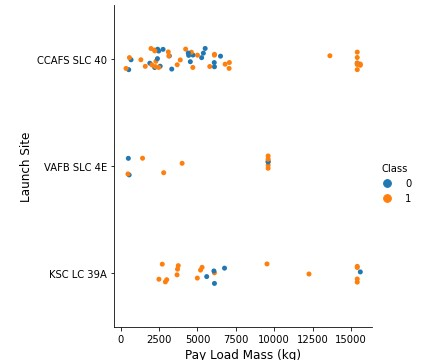 CCAFS SLC 40
VAFB SLC 4E
KSC LC 39A
Launch Site
0 2500 5000 7500 10000 12500 15000
Pay Load Mass (kg)
Class
0
1